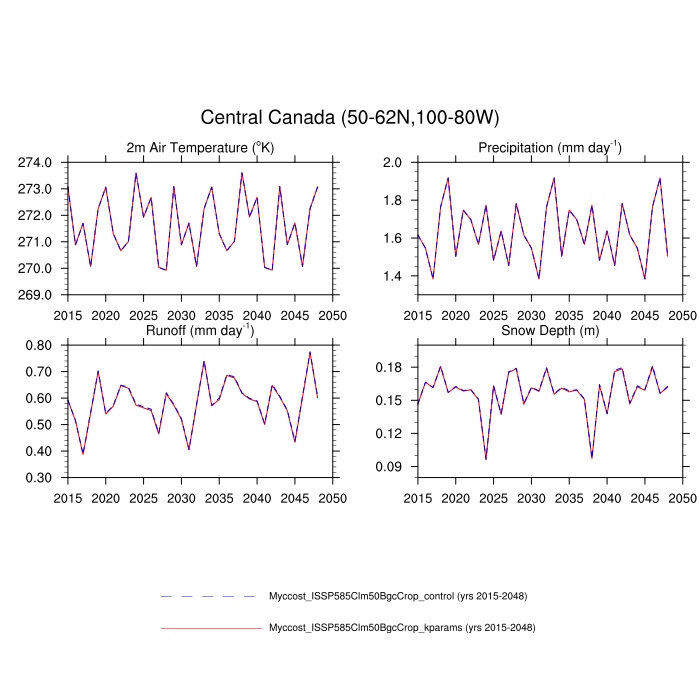 Central Canada (50-62N,100-80W)
2m Air Temperature (oK)
274.0
273.0
272.0
271.0
270.0
269.0
2015 2020 2025 2030 2035 2040 2045 2050
Precipitation (mm day-1)
2.0
1.8
1.6
1.4
2015 2020 2025 2030 2035 2040 2045 2050
Runoff (mm day-1)
0.80
0.70
0.60
0.50
0.40
0.30
2015 2020 2025 2030 2035 2040 2045 2050
Snow Depth (m)
0.18
0.15
0.12
0.09
2015 2020 2025 2030 2035 2040 2045 2050
Myccost_ISSP585Clm50BgcCrop_control (yrs 2015-2048)
Myccost_ISSP585Clm50BgcCrop_kparams (yrs 2015-2048)